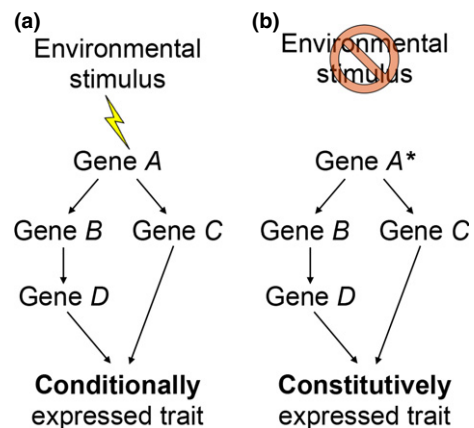 (a)
Environmental
stimulus
Gene A
Gene B
Gene C
Gene D
Conditionally
expressed trait
(b)
Environmental
stimulus
Gene A*
Gene B
Gene C
Gene D
Constitutively
expressed trait